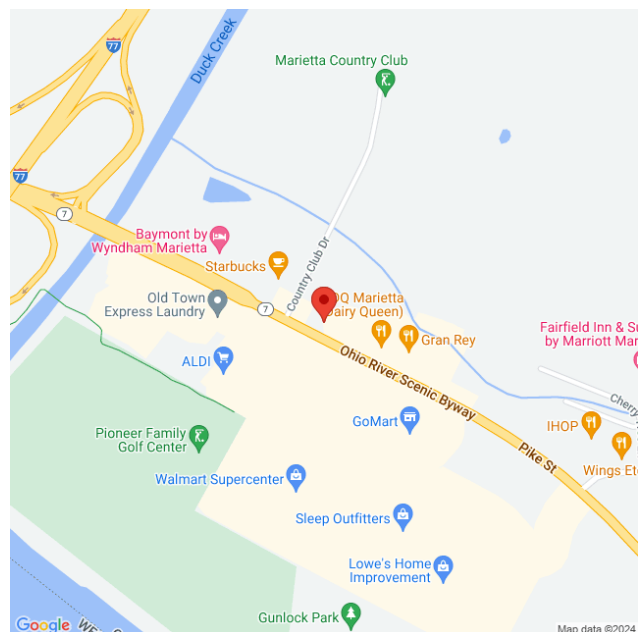 77
Duck Creek
Marietta Country Club
77
7
Baymont by
Wyndham Marietta
Starbucks
Country Club Dr
Old Town
Express Laundry
7
DQ Marietta
(Dairy Queen)
Gran Rey
Fairfield Inn & Su
by Marriott Mar
ALDI
Ohio River Scenic Byway
Cherry
GoMart
IHOP
Pioneer Family
Golf Center
Pike St
Wings Et
Walmart Supercenter
Sleep Outfitters
Lowe's Home
Improvement
Gunlock Park
Google
Map data ©2024